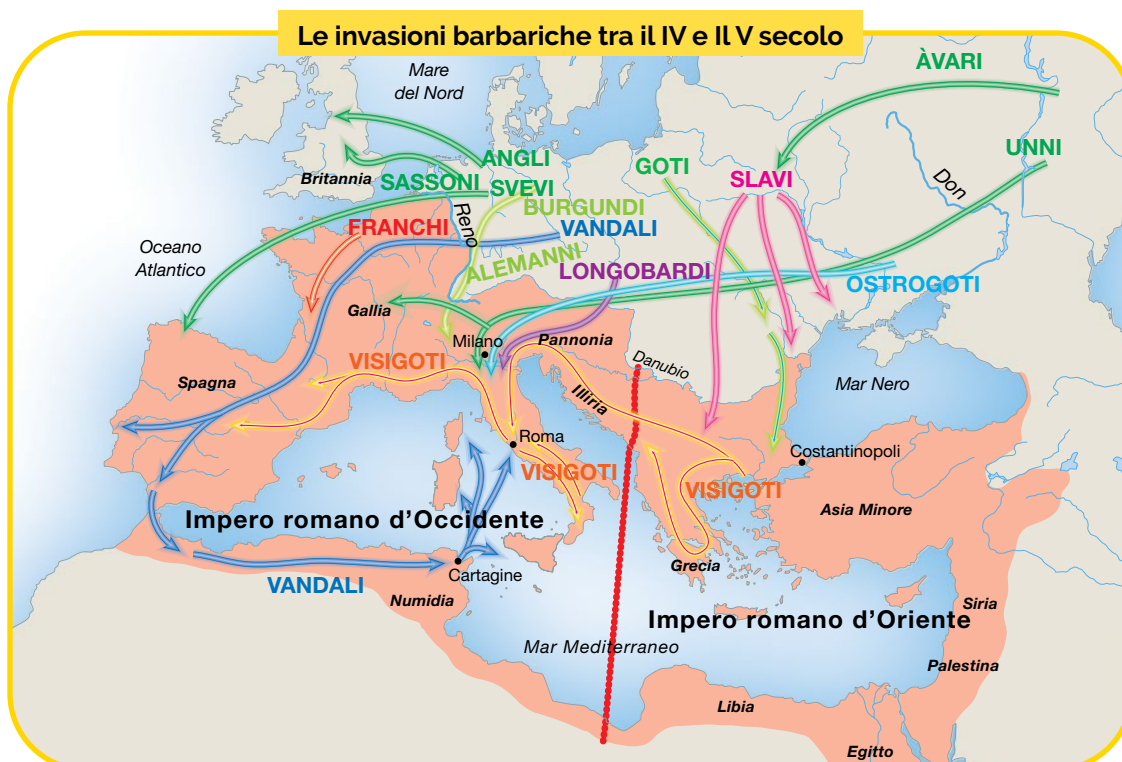 Le invasioni barbariche tra il IV e Il V secolo
Mare
del Nord
ÀVARI
UNNI
ANGLI
GOTI
SLAVI
Don
Britannia
SASSONI
SVEVI
Reno
BURGUNDI
FRANCHI
VANDALI
Oceano
Atlantico
ALEMANNI
LONGOBARDI
OSTROGOTI
Gallia
Milano
Pannonia
VISIGOTI
Danubio
Spagna
Mar Nero
Illiria
Roma
Costantinopoli
VISIGOTI
VISIGOTI
Asia Minore
Impero romano d’Occidente
Grecia
Cartagine
VANDALI
Numidia
Siria
Impero romano d’Oriente
Mar Mediterraneo
Palestina
Libia
Egitto